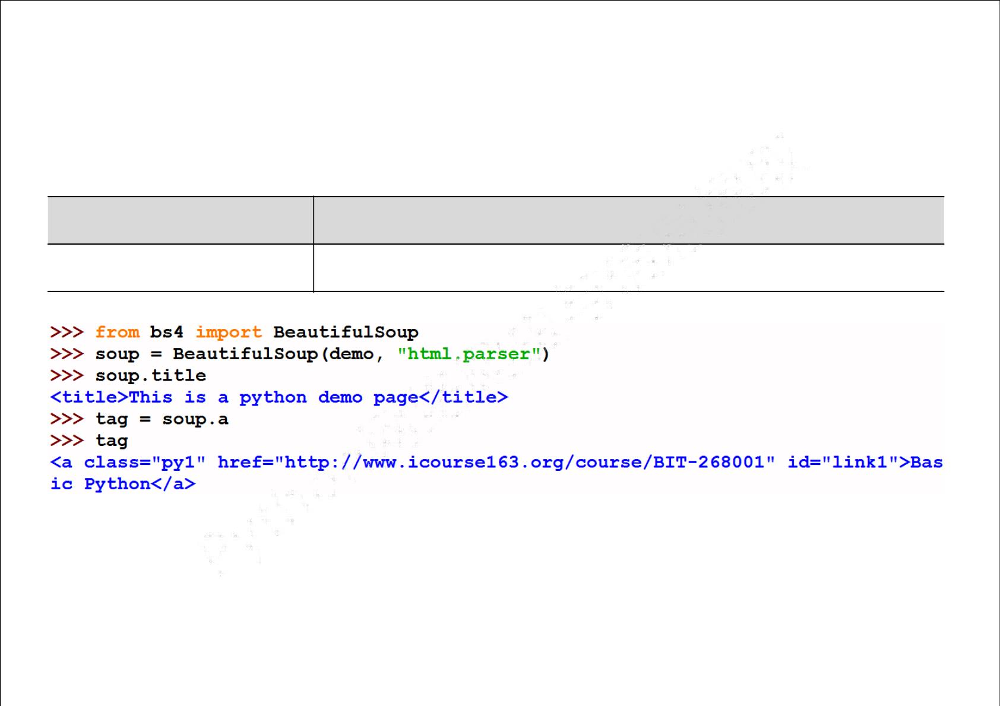 >>> from bs4 import BeautifulSoup
>>> soup = BeautifulSoup(demo, "html.parser")
>>> soup.title
<title>This is a python demo page</title>
>>> tag = soup.a
>>> tag
<a class="py1" href="http://www.icourse163.org/course/BIT-268001" id="link1">Bas
ic Python</a>